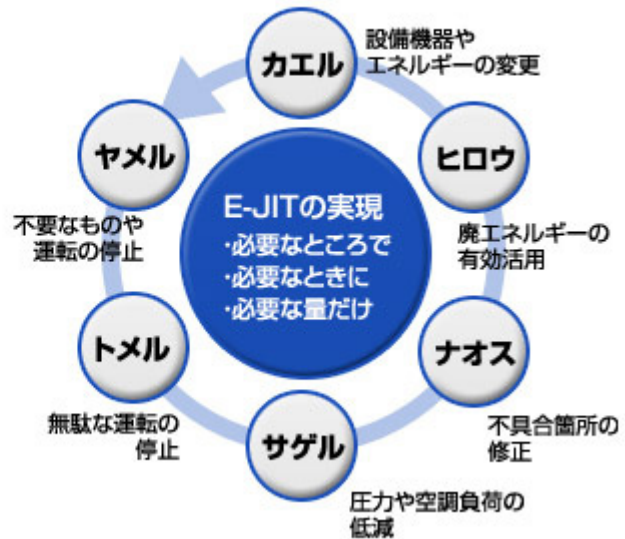 カエル
設備機器や
エネルギーの変更
ヒロウ
廃エネルギーの
有効活用
ナオス
不具合箇所の
修正
サゲル
圧力や空調負荷の
低減
トメル
無駄な運転の
停止
ヤメル
不要なものや
運転の停止
E-JITの実現
・必要なところで
・必要なときに
・必要な量だけ